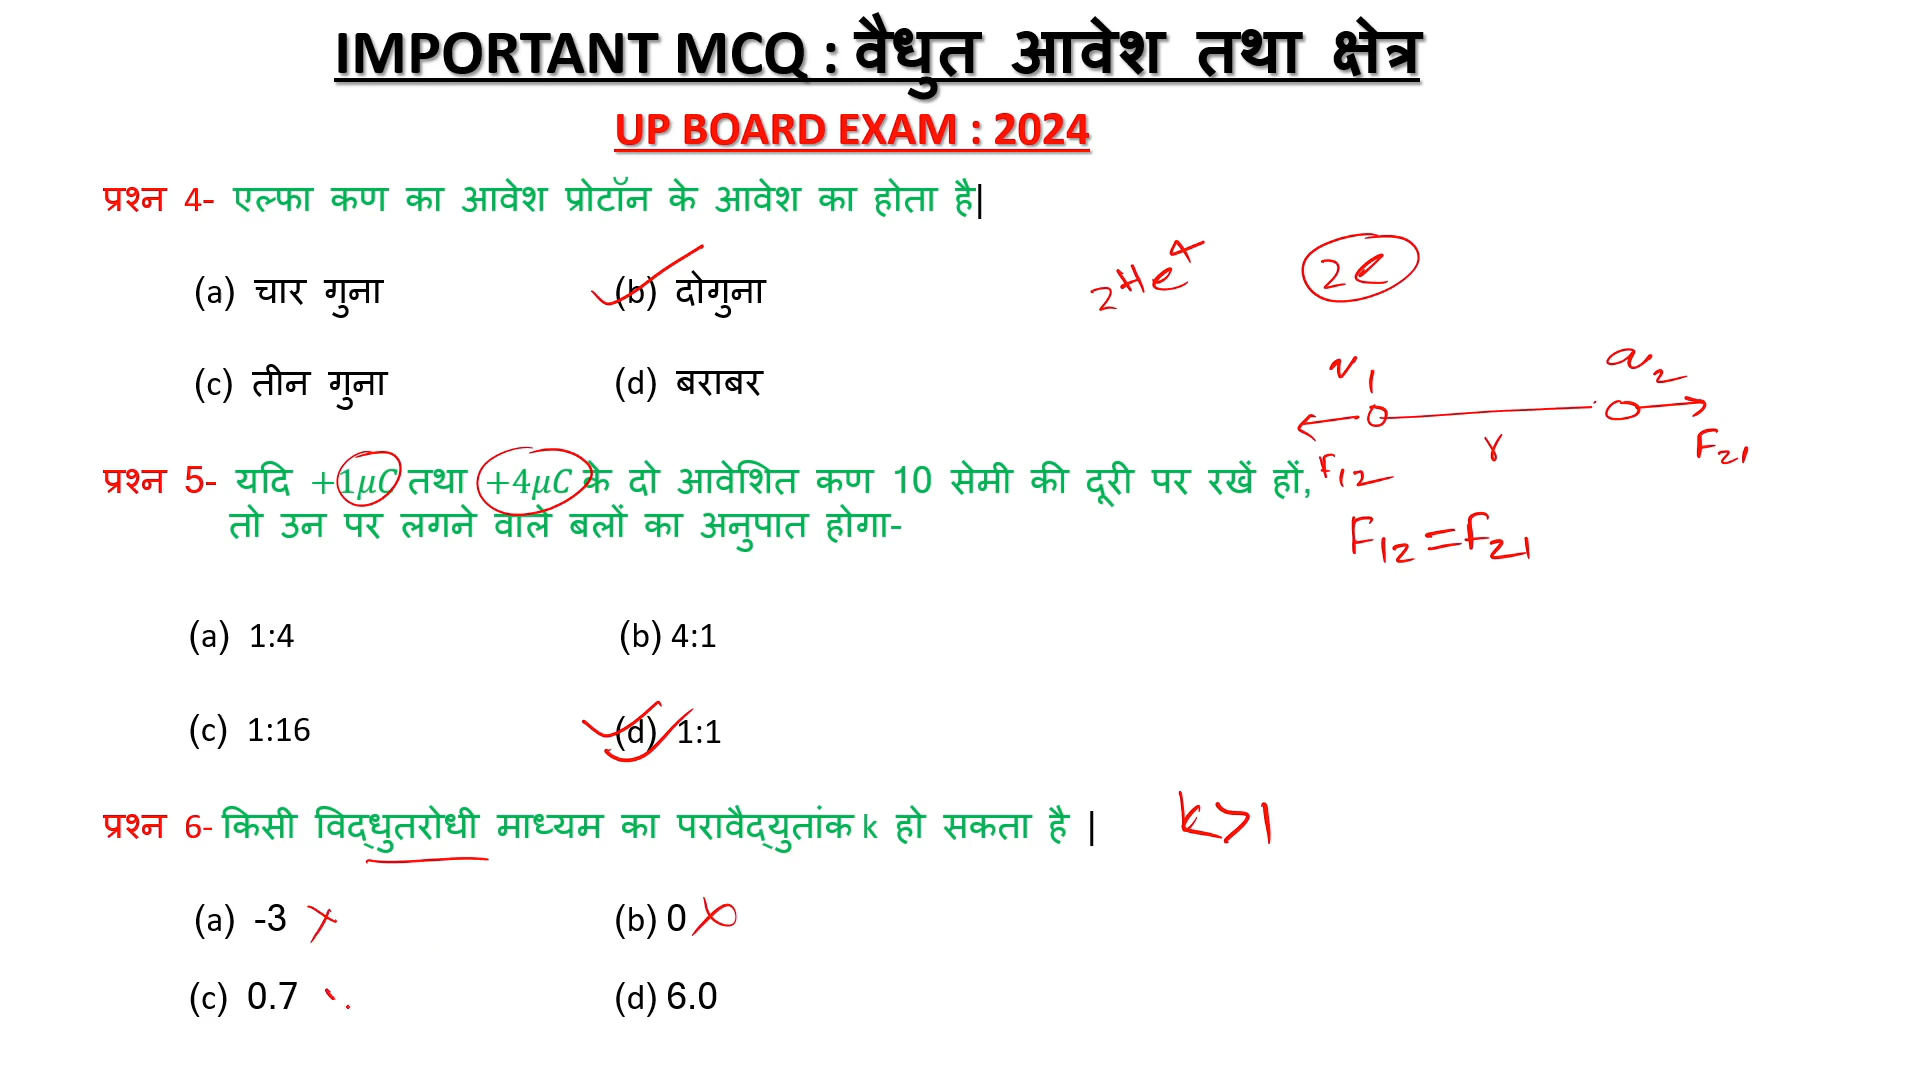 IMPORTANT MCQ : वैधुत आवेश तथा क्षेत्र
UP BOARD EXAM : 2024
प्रश्न 4- एल्फा कण का आवेश प्रोटॉन के आवेश का होता है|
(a) चार गुना (b) दोगुना
₂He⁴ 2e
(c) तीन गुना (d) बराबर
r
F₁₂ F₂₁
प्रश्न 5- यदि +1μC तथा +4μC के दो आवेशित कण 10 सेमी की दूरी पर रखें हों,
तो उन पर लगने वाले बलों का अनुपात होगा-
F₁₂=F₂₁
(a) 1:4 (b) 4:1
(c) 1:16 (d) 1:1
प्रश्न 6- किसी विद्धुतरोधी माध्यम का परावैद्युतांक k हो सकता है |
k>1
(a) -3 (b) 0
(c) 0.7 (d) 6.0